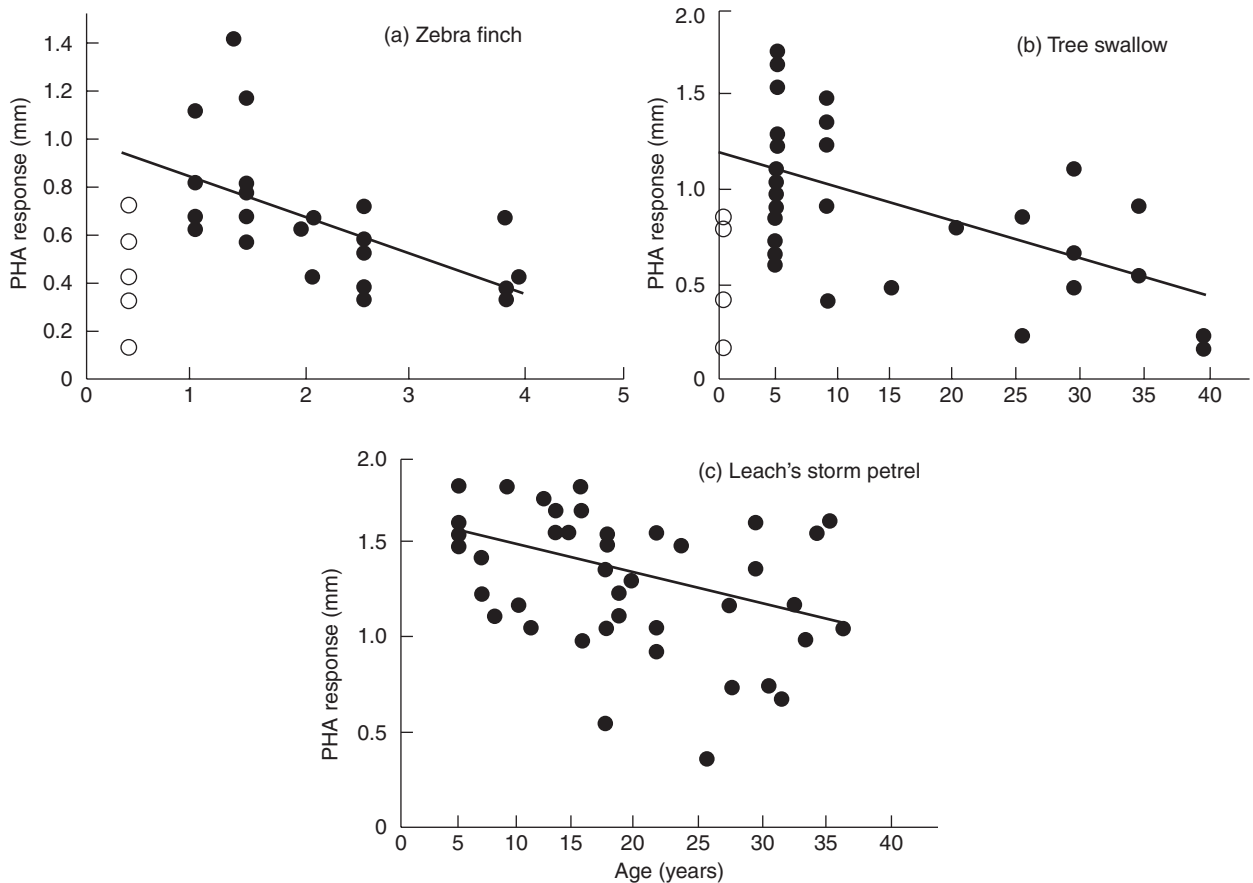 (a) Zebra finch
PHA response (mm)
1.4
1.2
1.0
0.8
0.6
0.4
0.2
0
0 1 2 3 4 5
(b) Tree swallow
PHA response (mm)
2.0
1.5
1.0
0.5
0
0 5 10 15 20 25 30 35 40
(c) Leach's storm petrel
PHA response (mm)
2.0
1.5
1.0
0.5
0
0 5 10 15 20 25 30 35 40
Age (years)